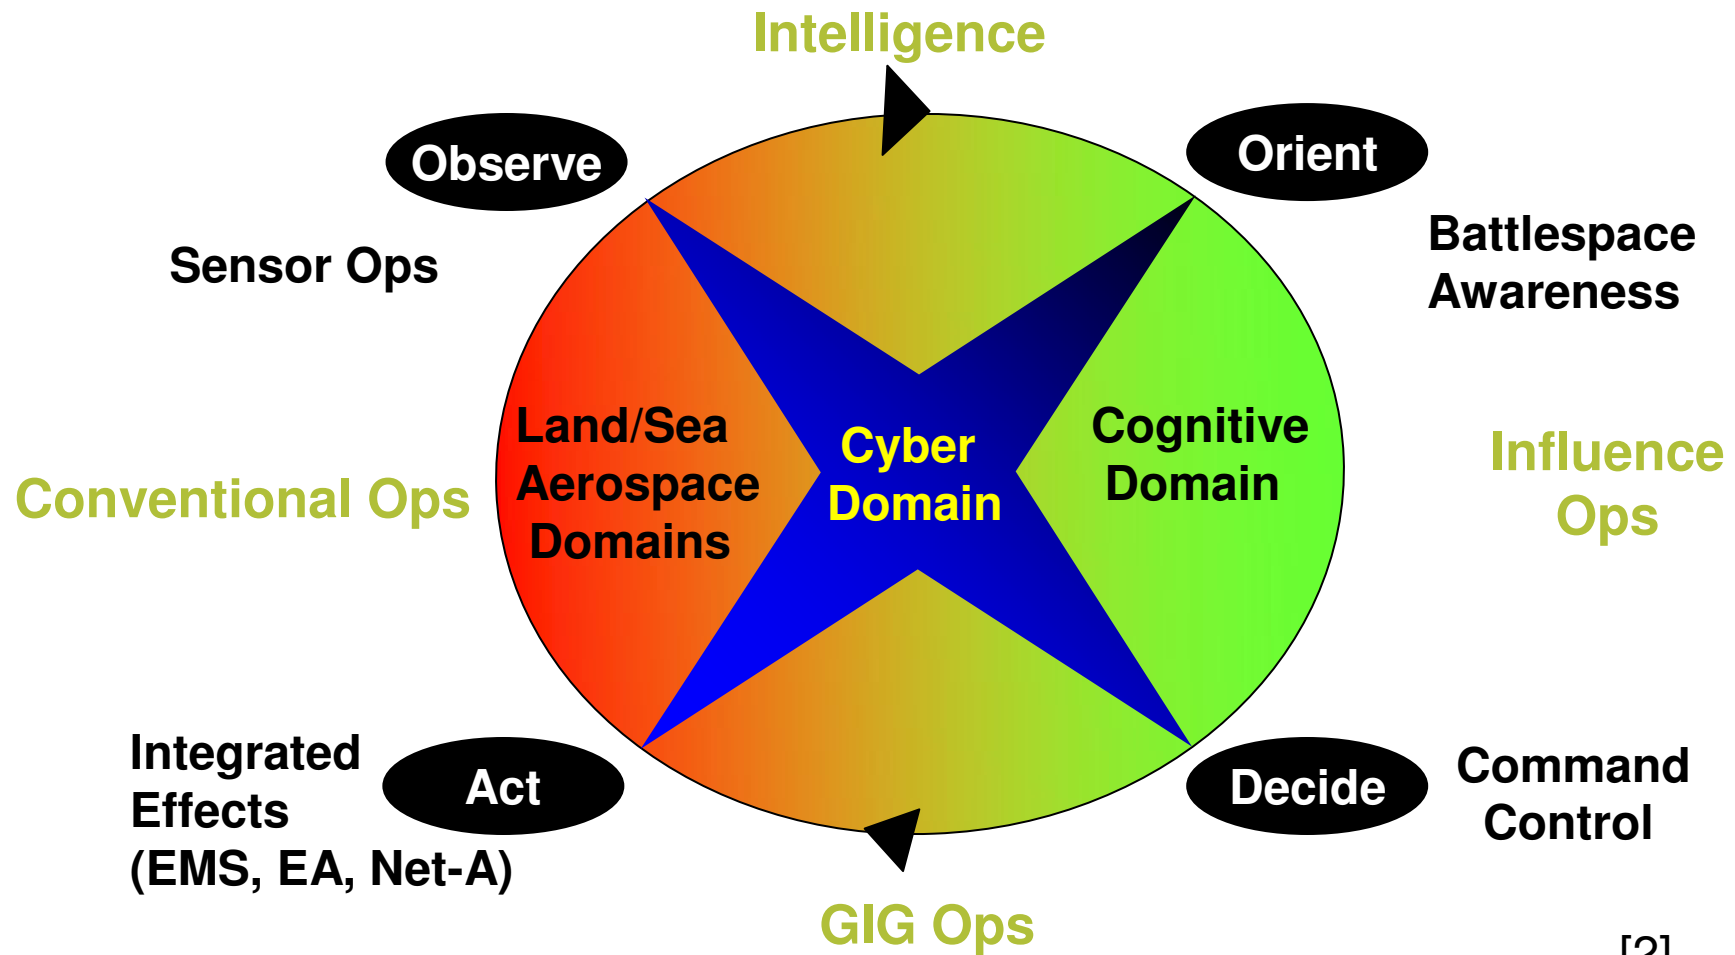 Intelligence
Observe
Orient
Sensor Ops
Battlespace
Awareness
Land/Sea
Aerospace
Domains
Cyber
Domain
Cognitive
Domain
Conventional Ops
Influence
Ops
Integrated
Effects
(EMS, EA, Net-A)
Act
Decide
Command
Control
GIG Ops
[2]